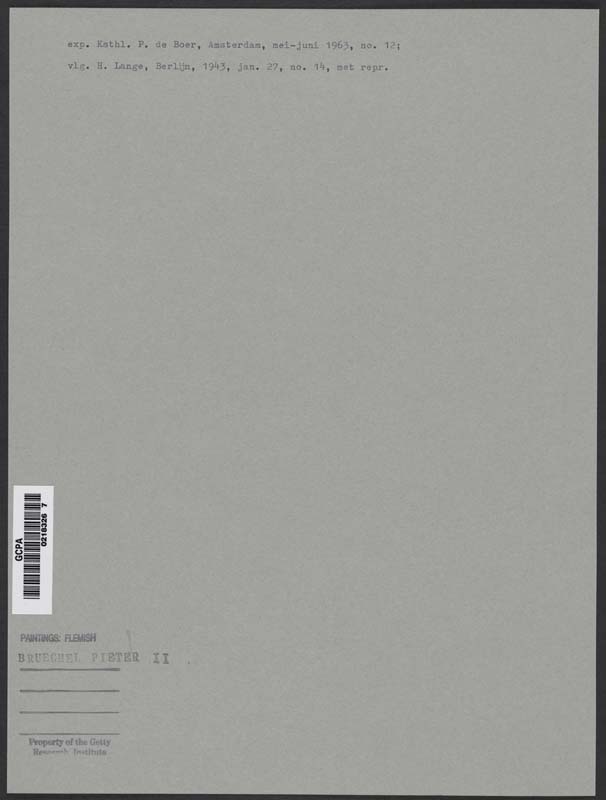 exp. Ksthl. P. de Boer, Amsterdam, mei-juni 1963, no. 12;
vlg. H. Lange, Berlijn, 1943, jan. 27, no. 14, met repr.
GCPA
0218326 7
PAINTINGS: FLEMISH
BRUEGHEL PIETER II
Property of the Getty
Research Institute